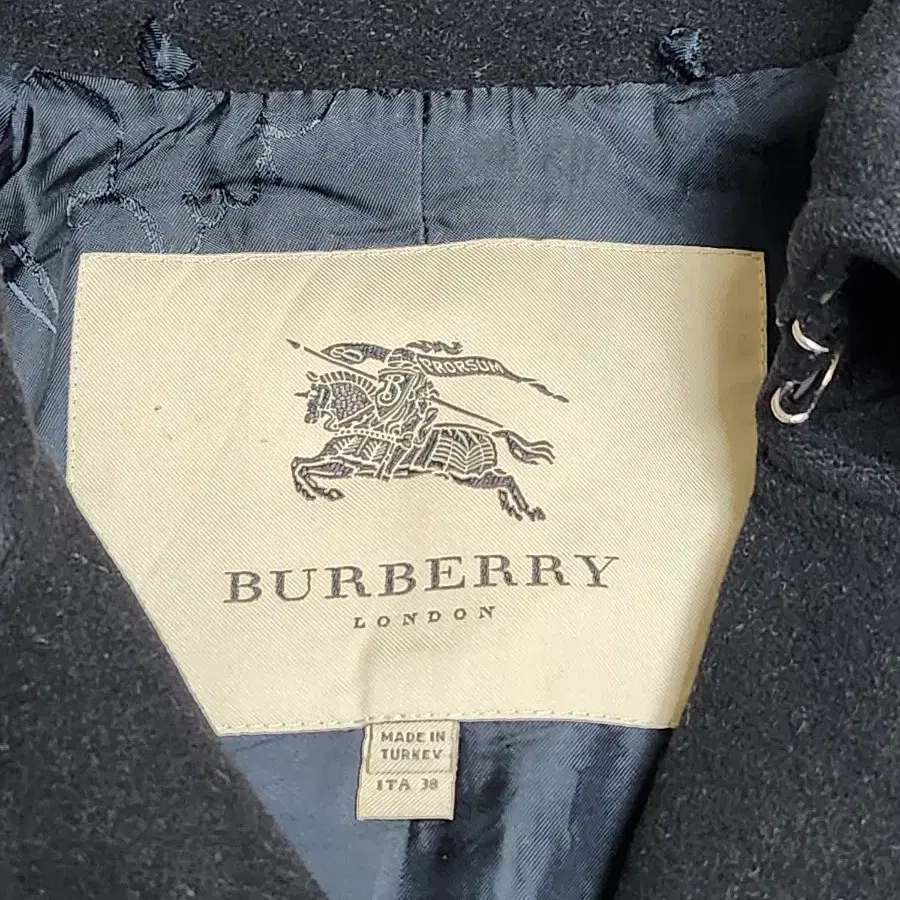 PRORSUM
B
BURBERRY
LONDON
MADE IN
TURKEY
ITA 38